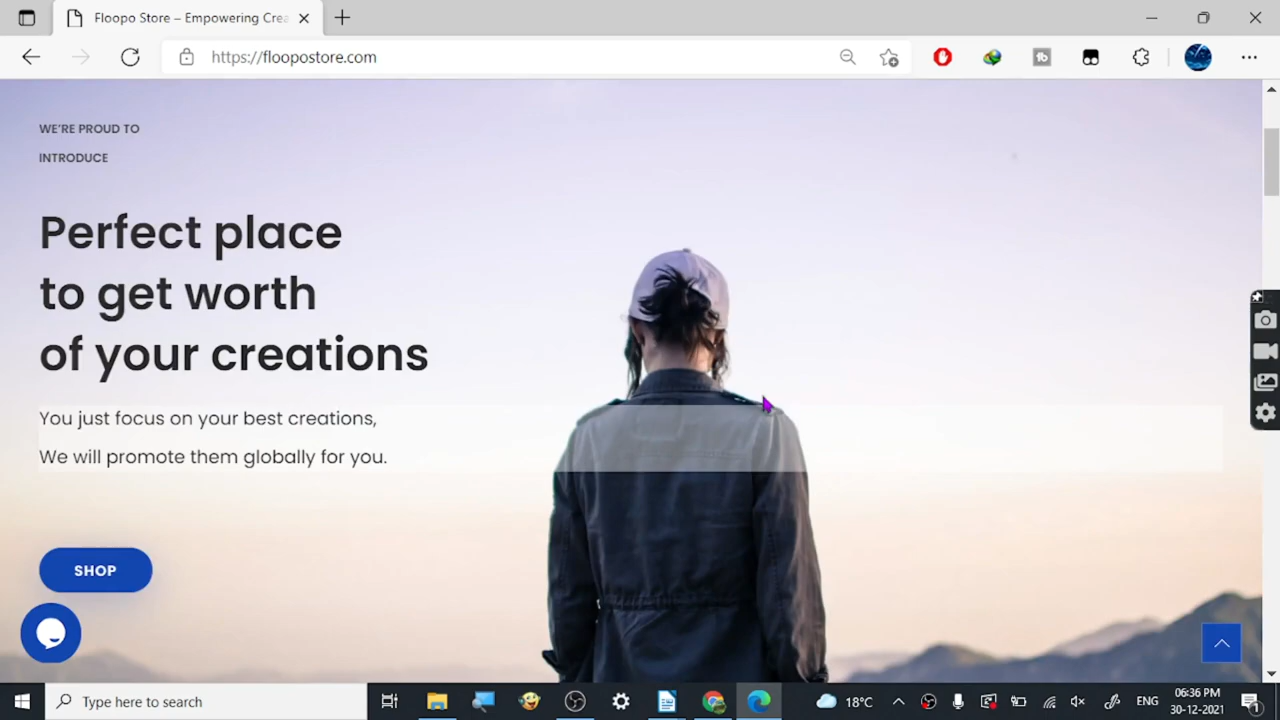 Floopo Store – Empowering Crea
https://floopostore.com
WE'RE PROUD TO
INTRODUCE
Perfect place
to get worth
of your creations
You just focus on your best creations,
We will promote them globally for you.
SHOP
Type here to search
18°C
ENG
06:36 PM
30-12-2021
1